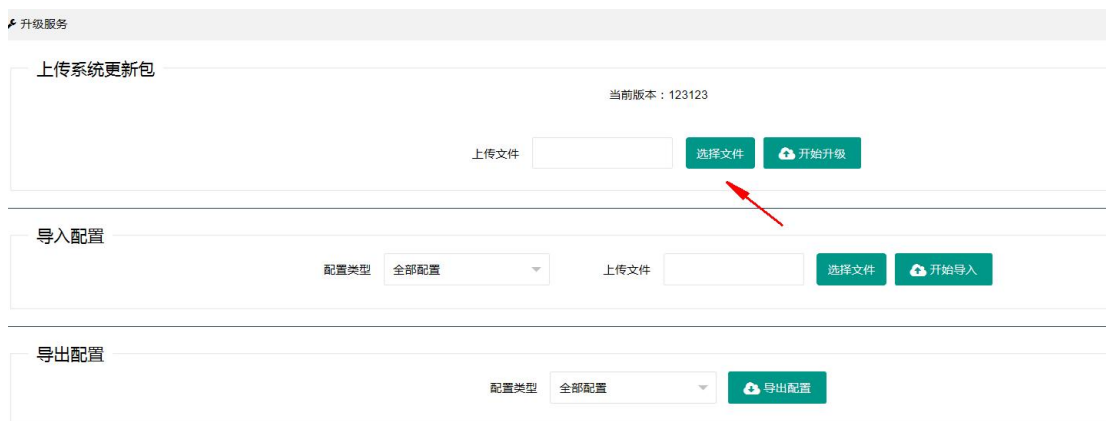 升级服务
上传系统更新包
当前版本：123123
上传文件 选择文件 开始升级
导入配置
配置类型 全部配置 上传文件 选择文件 开始导入
导出配置
配置类型 全部配置 导出配置